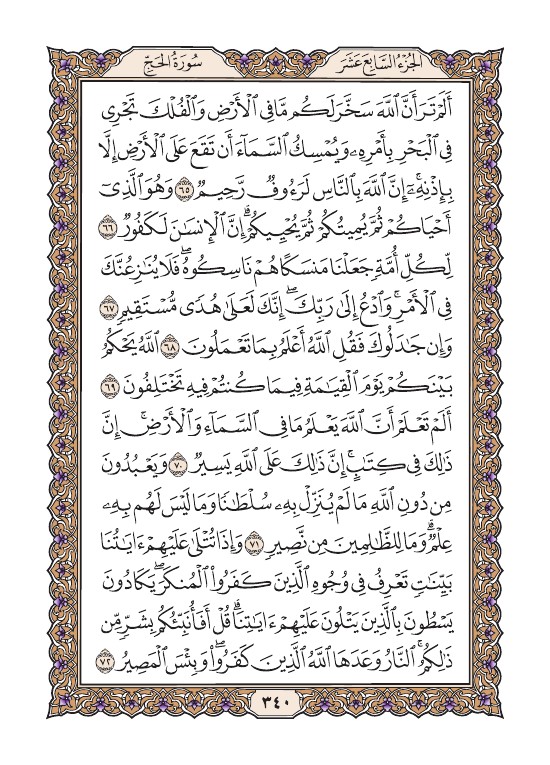 الجُزْءُ السَّابِعَ عَشَرَ
سُورَةُ الحَجِّ
أَلَمْ تَرَ أَنَّ ٱللَّهَ سَخَّرَ لَكُم مَّا فِى ٱلْأَرْضِ وَٱلْفُلْكَ تَجْرِى
فِى ٱلْبَحْرِ بِأَمْرِهِۦ وَيُمْسِكُ ٱلسَّمَآءَ أَن تَقَعَ عَلَى ٱلْأَرْضِ إِلَّا
بِإِذْنِهِۦٓ ۗ إِنَّ ٱللَّهَ بِٱلنَّاسِ لَرَءُوفٌ رَّحِيمٌ ٦٥ وَهُوَ ٱلَّذِىٓ
أَحْيَاكُمْ ثُمَّ يُمِيتُكُمْ ثُمَّ يُحْيِيكُمْ ۗ إِنَّ ٱلْإِنسَٰنَ لَكَفُورٌ ٦٦
لِّكُلِّ أُمَّةٍ جَعَلْنَا مَنسَكًا هُمْ نَاسِكُوهُ ۖ فَلَا يُنَٰزِعُنَّكَ
فِى ٱلْأَمْرِ ۚ وَٱدْعُ إِلَىٰ رَبِّكَ ۖ إِنَّكَ لَعَلَىٰ هُدًى مُّسْتَقِيمٍ ٦٧
وَإِن جَٰدَلُوكَ فَقُلِ ٱللَّهُ أَعْلَمُ بِمَا تَعْمَلُونَ ٦٨ ٱللَّهُ يَحْكُمُ
بَيْنَكُمْ يَوْمَ ٱلْقِيَٰمَةِ فِيمَا كُنتُمْ فِيهِ تَخْتَلِفُونَ ٦٩
أَلَمْ تَعْلَمْ أَنَّ ٱللَّهَ يَعْلَمُ مَا فِى ٱلسَّمَآءِ وَٱلْأَرْضِ ۗ إِنَّ
ذَٰلِكَ فِى كِتَٰبٍ ۚ إِنَّ ذَٰلِكَ عَلَى ٱللَّهِ يَسِيرٌ ٧٠ وَيَعْبُدُونَ
مِن دُونِ ٱللَّهِ مَا لَمْ يُنَزِّلْ بِهِۦ سُلْطَٰنًا وَمَا لَيْسَ لَهُم بِهِۦ
عِلْمٌ ۗ وَمَا لِلظَّٰلِمِينَ مِن نَّصِيرٍ ٧١ وَإِذَا تُتْلَىٰ عَلَيْهِمْ ءَايَٰتُنَا
بَيِّنَٰتٍ تَعْرِفُ فِى وُجُوهِ ٱلَّذِينَ كَفَرُوا۟ ٱلْمُنكَرَ ۖ يَكَادُونَ
يَسْطُونَ بِٱلَّذِينَ يَتْلُونَ عَلَيْهِمْ ءَايَٰتِنَا ۗ قُلْ أَفَأُنَبِّئُكُم بِشَرٍّ مِّن
ذَٰلِكُمُ ۗ ٱلنَّارُ وَعَدَهَا ٱللَّهُ ٱلَّذِينَ كَفَرُوا۟ ۖ وَبِئْسَ ٱلْمَصِيرُ ٧٢
٣٤٠